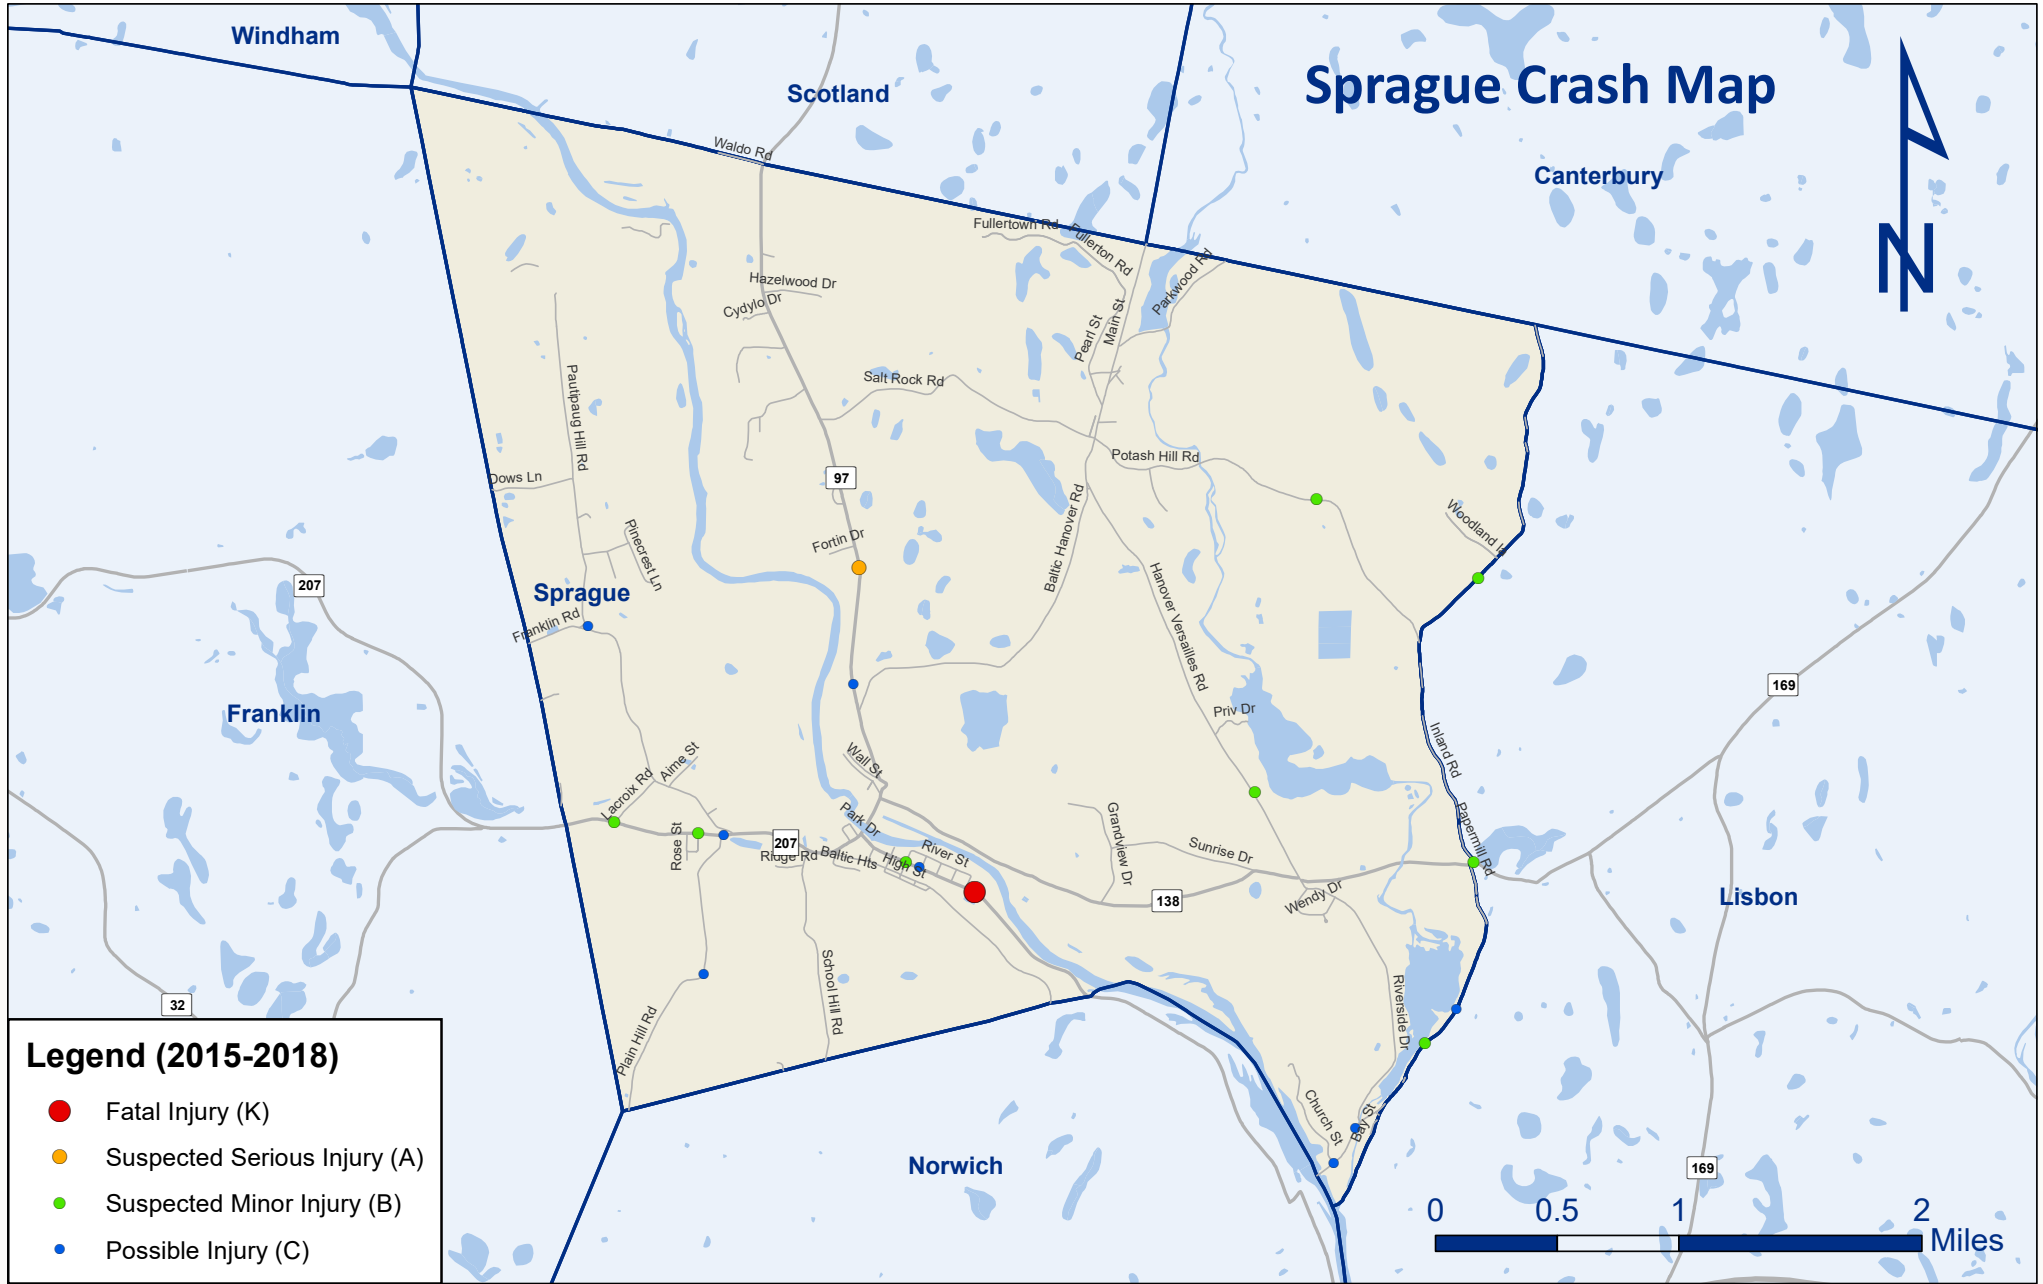 Windham
Scotland
Sprague Crash Map
Canterbury
N
Waldo Rd
Fullertown Rd
Fullerton Rd
Parkwood Rd
Hazelwood Dr
Cydylo Dr
Pearl St
Main St
Salt Rock Rd
Pautipaug Hill Rd
Potash Hill Rd
Dows Ln
97
Baltic Hanover Rd
Woodland
Pinecrest Ln
Fortin Dr
Hanover Versailles Rd
207
Sprague
Franklin Rd
169
Franklin
Priv Dr
Inland Rd
Wall St
Aime St
Lacroix Rd
Park Dr
Grandview Dr
Papermill Rd
Rose St
207
Ridge Rd
Baltic Hts
High St
River St
Sunrise Dr
138
Wendy Dr
Lisbon
School Hill Rd
Riverside Dr
32
Plain Hill Rd
Church St
Bay St
Norwich
169
Legend (2015-2018)
Fatal Injury (K)
Suspected Serious Injury (A)
Suspected Minor Injury (B)
Possible Injury (C)
0 0.5 1 2
Miles